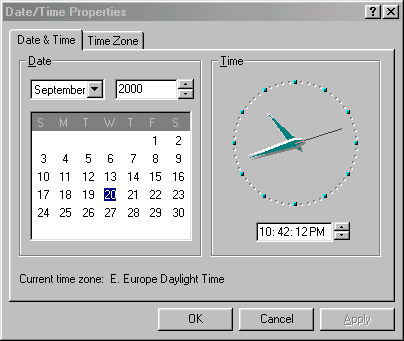 Date/Time Properties
Date & Time
Time Zone
Date
September
2000
S M T W T F S
1 2
3 4 5 6 7 8 9
10 11 12 13 14 15 16
17 18 19 20 21 22 23
24 25 26 27 28 29 30
Time
10:42:12 PM
Current time zone: E. Europe Daylight Time
OK
Cancel
Apply